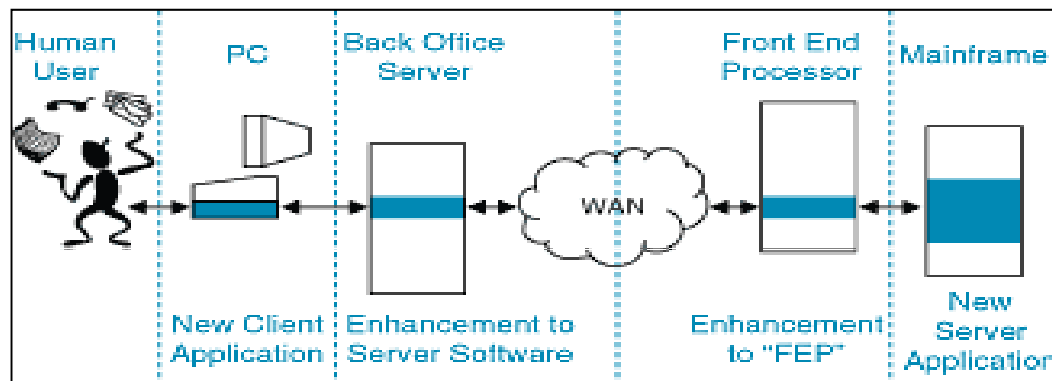 Human
User
PC
Back Office
Server
Front End
Processor
Mainframe
WAN
New Client
Application
Enhancement to
Server Software
Enhancement
to "FEP"
New
Server
Application